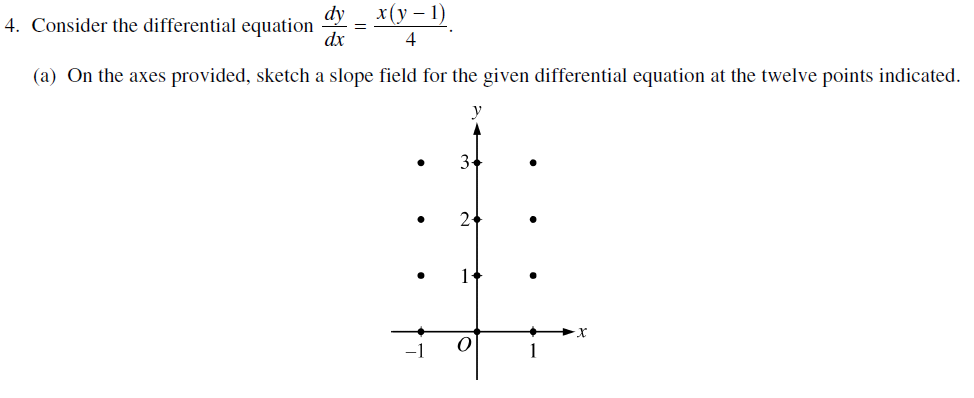 4. Consider the differential equation dy/dx = x(y – 1)/4.
(a) On the axes provided, sketch a slope field for the given differential equation at the twelve points indicated.
y
3
2
1
x
–1 O 1